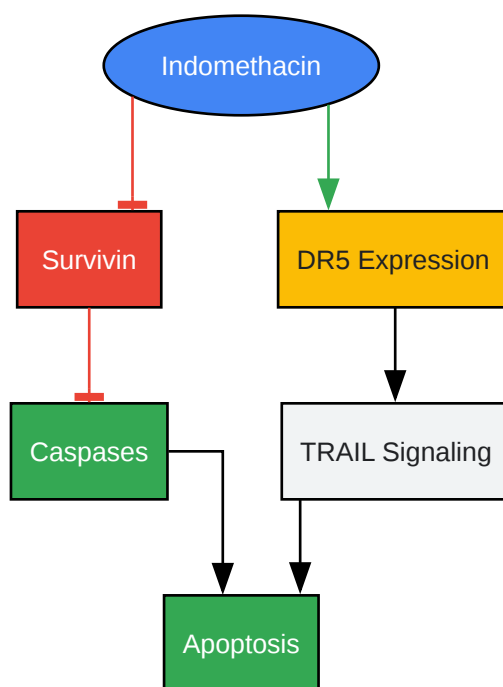 Indomethacin
Survivin
DR5 Expression
Caspases
TRAIL Signaling
Apoptosis